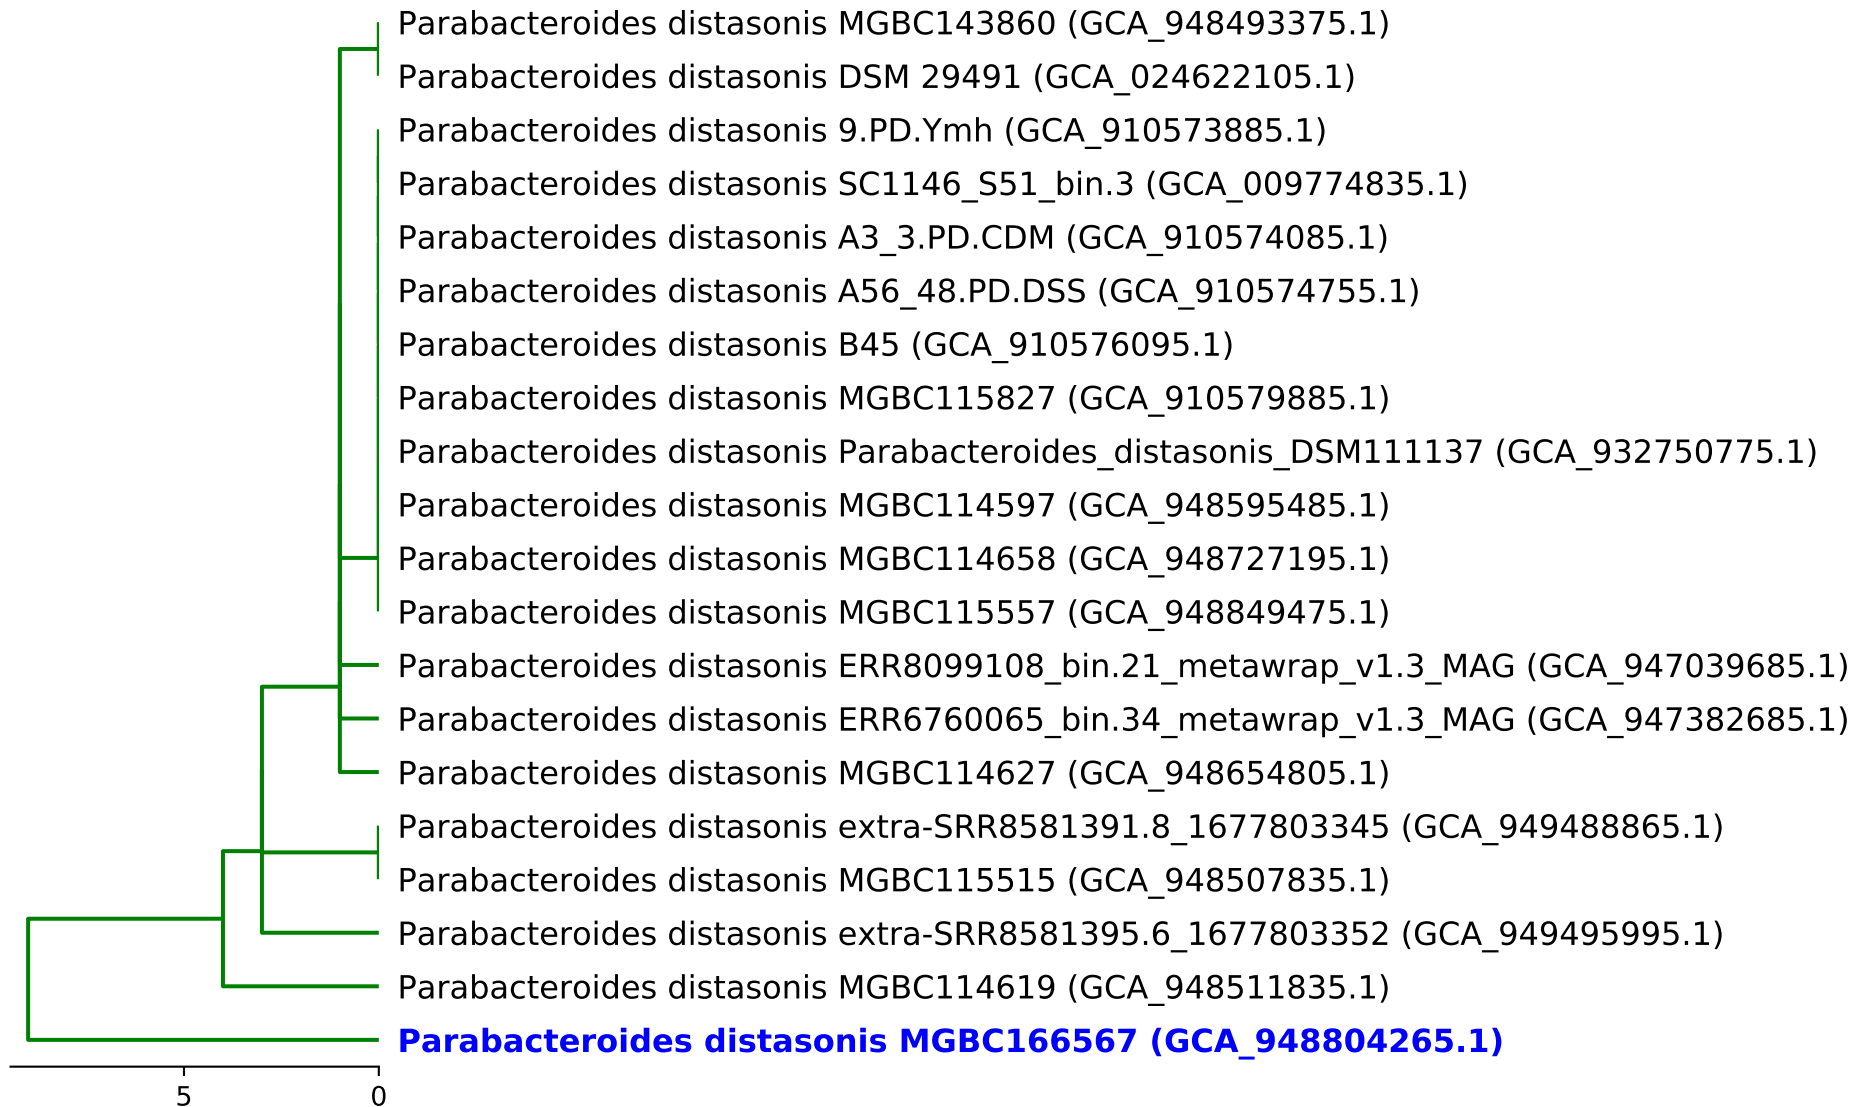 Parabacteroides distasonis MGBC143860 (GCA_948493375.1)
Parabacteroides distasonis DSM 29491 (GCA_024622105.1)
Parabacteroides distasonis 9.PD.Ymh (GCA_910573885.1)
Parabacteroides distasonis SC1146_S51_bin.3 (GCA_009774835.1)
Parabacteroides distasonis A3_3.PD.CDM (GCA_910574085.1)
Parabacteroides distasonis A56_48.PD.DSS (GCA_910574755.1)
Parabacteroides distasonis B45 (GCA_910576095.1)
Parabacteroides distasonis MGBC115827 (GCA_910579885.1)
Parabacteroides distasonis Parabacteroides_distasonis_DSM111137 (GCA_932750775.1)
Parabacteroides distasonis MGBC114597 (GCA_948595485.1)
Parabacteroides distasonis MGBC114658 (GCA_948727195.1)
Parabacteroides distasonis MGBC115557 (GCA_948849475.1)
Parabacteroides distasonis ERR8099108_bin.21_metawrap_v1.3_MAG (GCA_947039685.1)
Parabacteroides distasonis ERR6760065_bin.34_metawrap_v1.3_MAG (GCA_947382685.1)
Parabacteroides distasonis MGBC114627 (GCA_948654805.1)
Parabacteroides distasonis extra-SRR8581391.8_1677803345 (GCA_949488865.1)
Parabacteroides distasonis MGBC115515 (GCA_948507835.1)
Parabacteroides distasonis extra-SRR8581395.6_1677803352 (GCA_949495995.1)
Parabacteroides distasonis MGBC114619 (GCA_948511835.1)
Parabacteroides distasonis MGBC166567 (GCA_948804265.1)
5 0